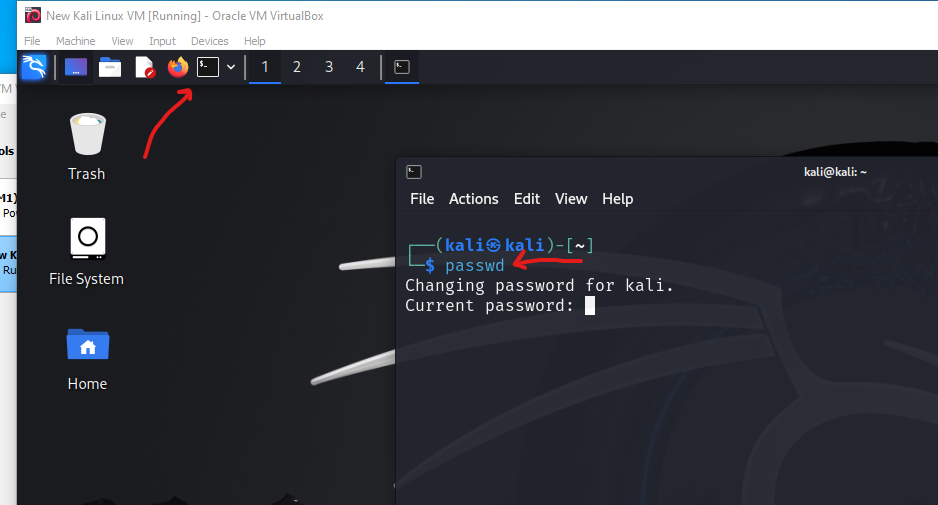 New Kali Linux VM [Running] - Oracle VM VirtualBox
File Machine View Input Devices Help
1 2 3 4
Trash
File System
Home
kali@kali: ~
File Actions Edit View Help
┌──(kali㉿kali)-[~]
└─$ passwd
Changing password for kali.
Current password: